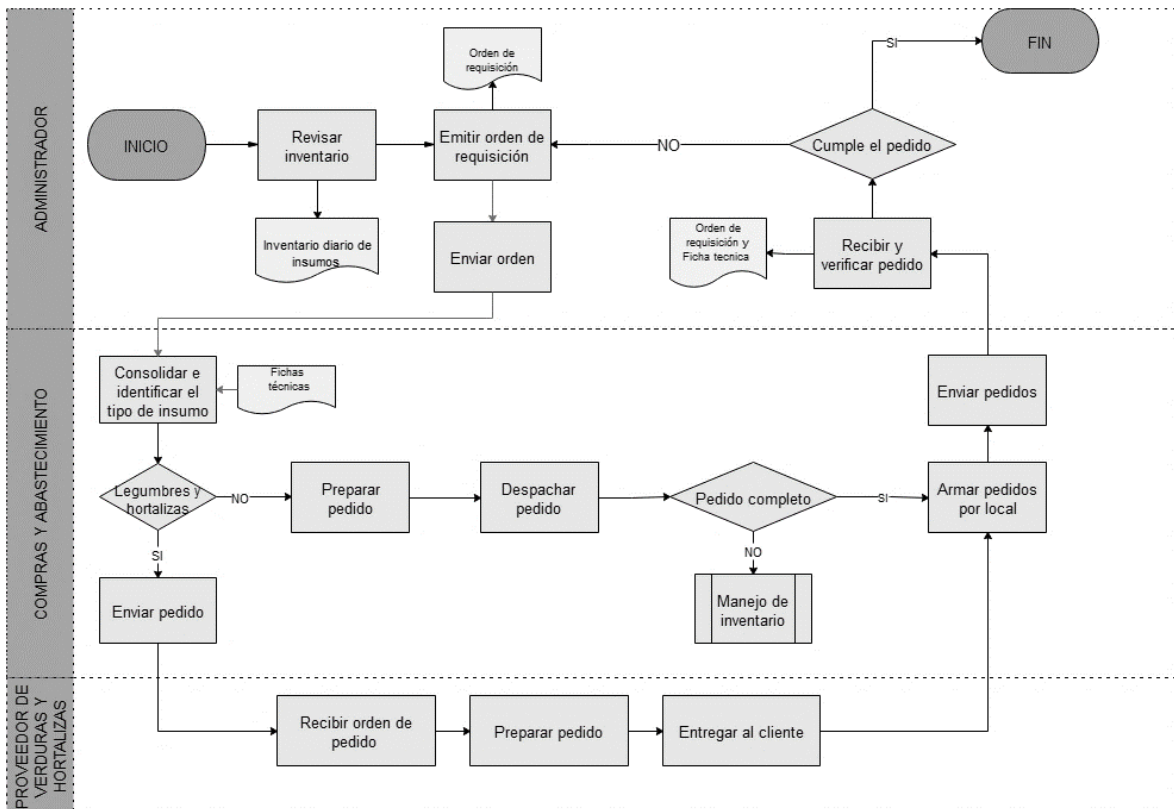 ADMINISTRADOR
INICIO
Revisar
inventario
Inventario diario de
insumos
Orden de
requisición
Emitir orden de
requisición
Enviar orden
NO
Cumple el pedido
SI
FIN
Orden de
requisición y
Ficha tecnica
Recibir y
verificar pedido
COMPRAS Y ABASTECIMIENTO
Consolidar e
identificar el
tipo de insumo
Fichas
técnicas
Legumbres y
hortalizas
NO
SI
Enviar pedido
Preparar
pedido
Despachar
pedido
Pedido completo
SI
NO
Manejo de
inventario
Armar pedidos
por local
Enviar pedidos
PROVEEDOR DE
VERDURAS Y
HORTALIZAS
Recibir orden de
pedido
Preparar pedido
Entregar al cliente